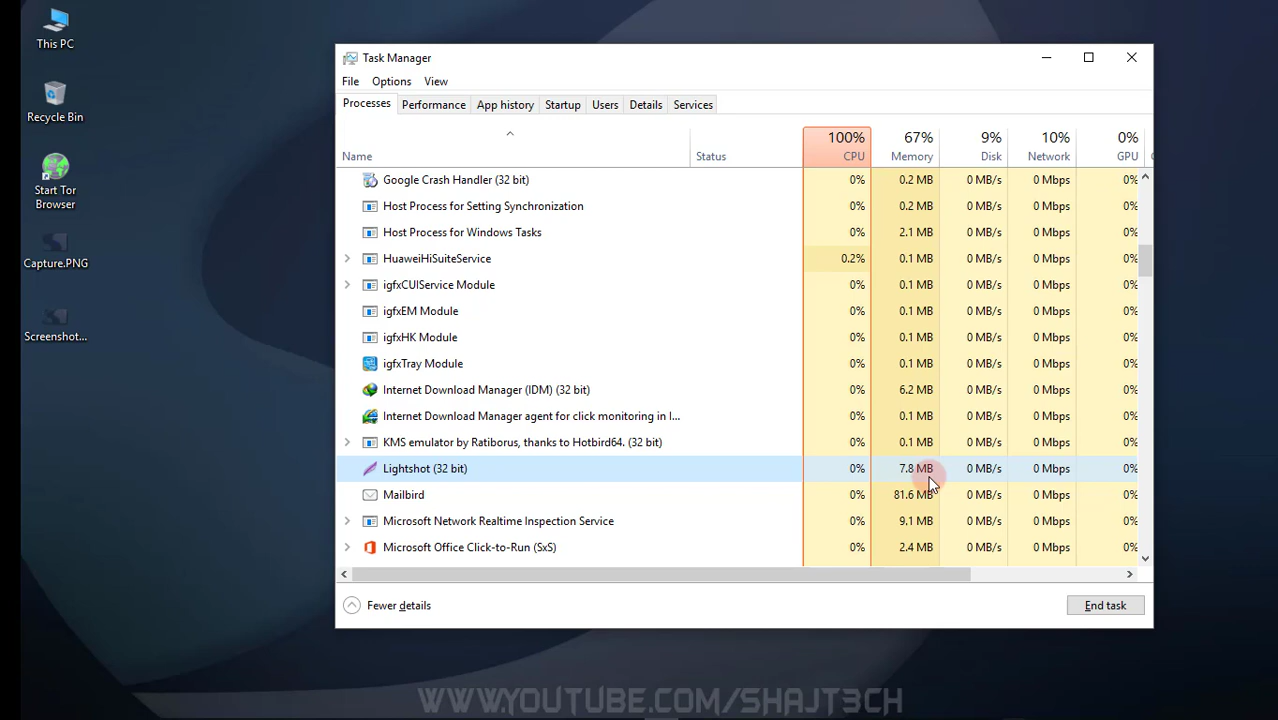 This PC
Recycle Bin
Start Tor
Browser
Capture.PNG
Screenshot...
Task Manager
File Options View
Processes Performance App history Startup Users Details Services
100% 67% 9% 10% 0%
Name Status CPU Memory Disk Network GPU
Google Crash Handler (32 bit) 0% 0.2 MB 0 MB/s 0 Mbps 0%
Host Process for Setting Synchronization 0% 0.2 MB 0 MB/s 0 Mbps 0%
Host Process for Windows Tasks 0% 2.1 MB 0 MB/s 0 Mbps 0%
HuaweiHiSuiteService 0.2% 0.1 MB 0 MB/s 0 Mbps 0%
igfxCUIService Module 0% 0.1 MB 0 MB/s 0 Mbps 0%
igfxEM Module 0% 0.1 MB 0 MB/s 0 Mbps 0%
igfxHK Module 0% 0.1 MB 0 MB/s 0 Mbps 0%
igfxTray Module 0% 0.1 MB 0 MB/s 0 Mbps 0%
Internet Download Manager (IDM) (32 bit) 0% 6.2 MB 0 MB/s 0 Mbps 0%
Internet Download Manager agent for click monitoring in I... 0% 0.1 MB 0 MB/s 0 Mbps 0%
KMS emulator by Ratiborus, thanks to Hotbird64. (32 bit) 0% 0.1 MB 0 MB/s 0 Mbps 0%
Lightshot (32 bit) 0% 7.8 MB 0 MB/s 0 Mbps 0%
Mailbird 0% 81.6 MB 0 MB/s 0 Mbps 0%
Microsoft Network Realtime Inspection Service 0% 9.1 MB 0 MB/s 0 Mbps 0%
Microsoft Office Click-to-Run (SxS) 0% 2.4 MB 0 MB/s 0 Mbps 0%
Fewer details End task
WWW.YOUTUBE.COM/SHAJT3CH